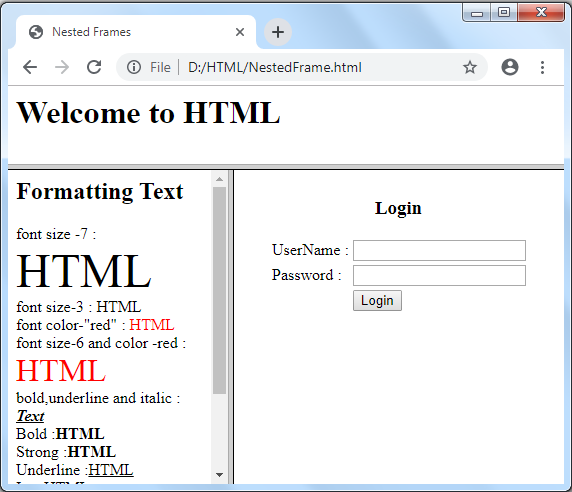 Nested Frames
File D:/HTML/NestedFrame.html
Welcome to HTML
Formatting Text
font size -7 :
HTML
font size-3 : HTML
font color-"red" : HTML
font size-6 and color -red :
HTML
bold,underline and italic :
Text
Bold :HTML
Strong :HTML
Underline :HTML
Login
UserName :
Password :
Login